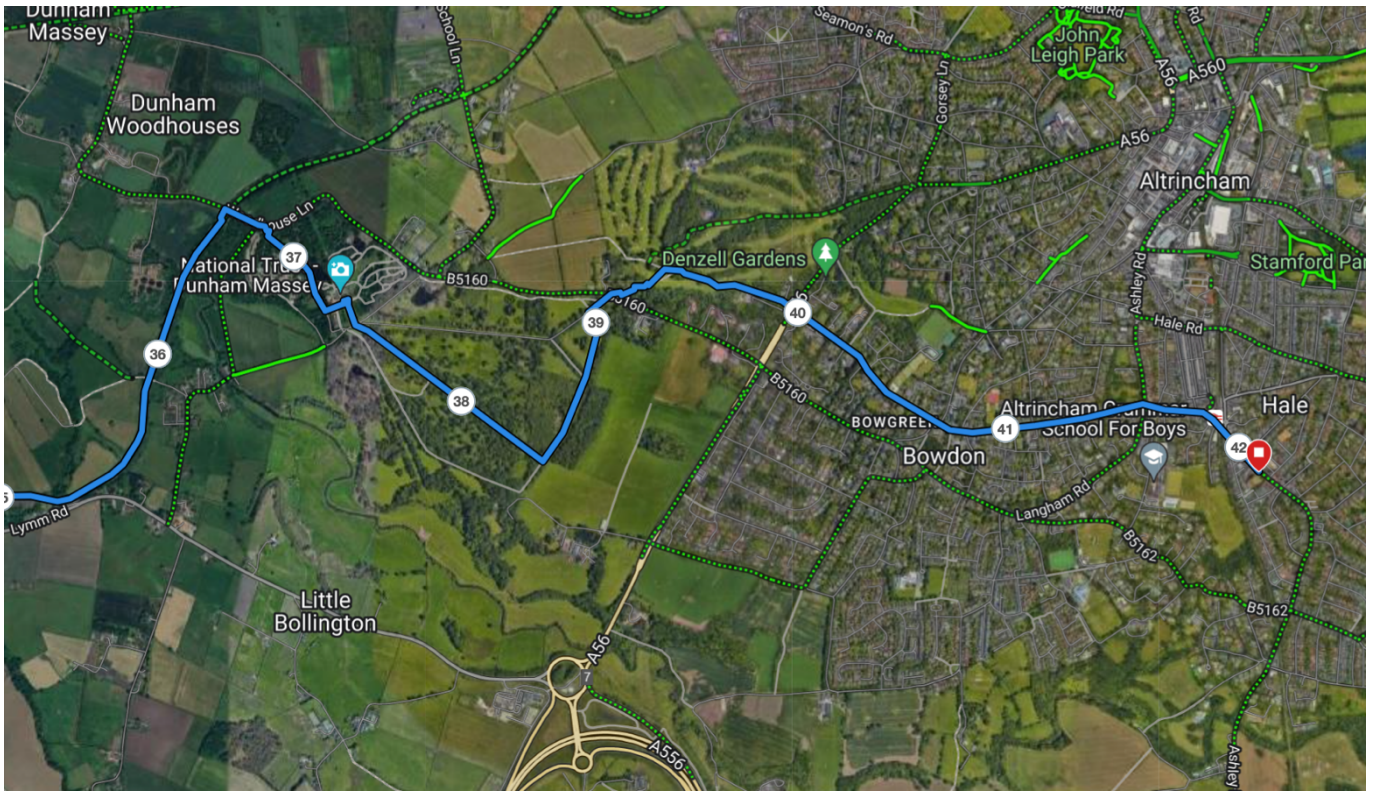 Dunham
Massey
School Ln
Seamon's Rd
John
Leigh Park
A56
A560
Gorsey Ln
A56
Dunham
Woodhouses
Altrincham
37
National
Dunham Massey
B5160
Denzell Gardens
Stamford
Ashley Rd
Hale Rd
39
B5160
40
36
38
B5160
BOWGREEN
41
Altrincham Grammar
School For Boys
Hale
42
Bowdon
Langham Rd
Lymm Rd
B5162
Little
Bollington
B5162
A56
7
A556
Ashley